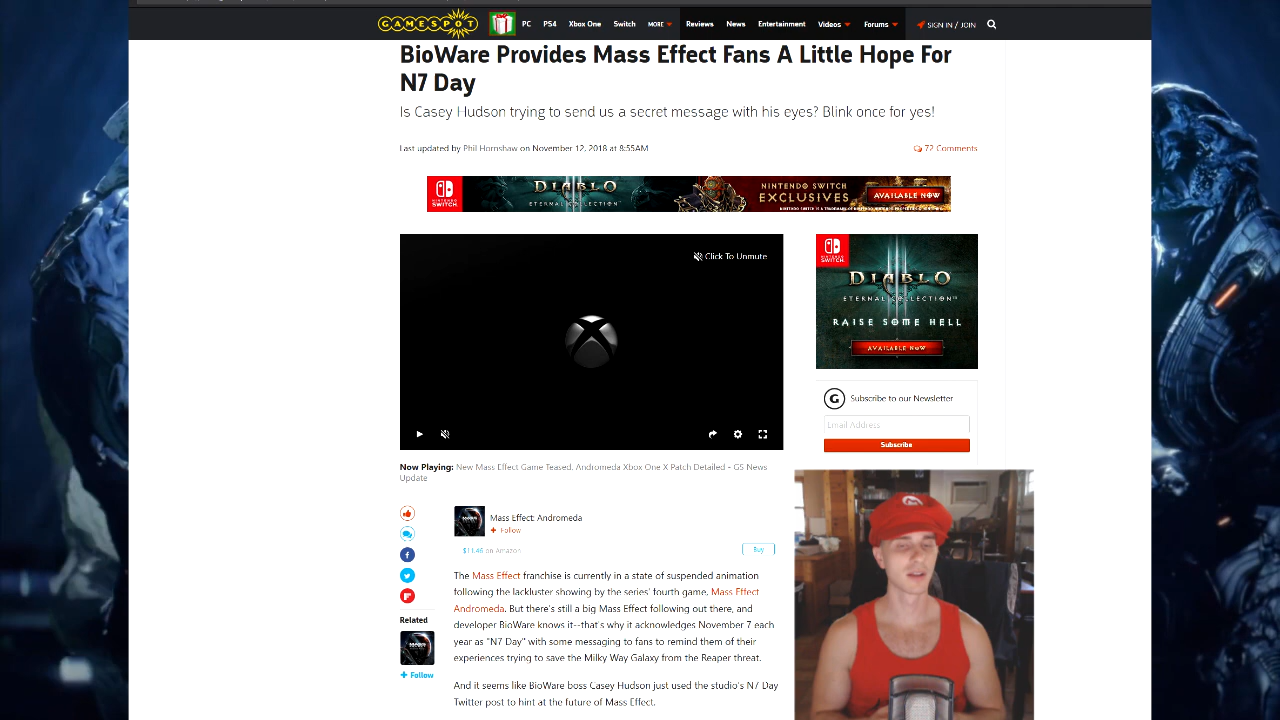 GAMESPOT
PC PS4 Xbox One Switch MORE Reviews News Entertainment Videos Forums SIGN IN / JOIN
BioWare Provides Mass Effect Fans A Little Hope For
N7 Day
Is Casey Hudson trying to send us a secret message with his eyes? Blink once for yes!
Last updated by Phil Hornshaw on November 12, 2018 at 8:55AM
72 Comments
NINTENDO
SWITCH
DIABLO
ETERNAL COLLECTION
NINTENDO SWITCH
EXCLUSIVES
AVAILABLE NOW
Click To Unmute
NINTENDO
SWITCH
DIABLO
ETERNAL COLLECTION™
RAISE SOME HELL
AVAILABLE NOW
G Subscribe to our Newsletter
Email Address
Subscribe
Now Playing: New Mass Effect Game Teased, Andromeda Xbox One X Patch Detailed - GS News
Update
Mass Effect: Andromeda
+ Follow
$11.46 on Amazon
Buy
The Mass Effect franchise is currently in a state of suspended animation
following the lackluster showing by the series' fourth game, Mass Effect
Andromeda. But there's still a big Mass Effect following out there, and
developer BioWare knows it--that's why it acknowledges November 7 each
year as "N7 Day" with some messaging to fans to remind them of their
experiences trying to save the Milky Way Galaxy from the Reaper threat.
Related
+ Follow
And it seems like BioWare boss Casey Hudson just used the studio's N7 Day
Twitter post to hint at the future of Mass Effect.